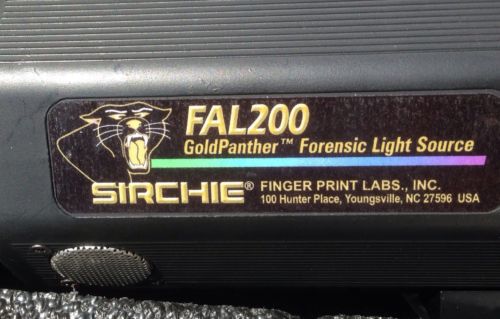 FAL200
GoldPanther™ Forensic Light Source
SIRCHIE® FINGER PRINT LABS., INC.
100 Hunter Place, Youngsville, NC 27596 USA